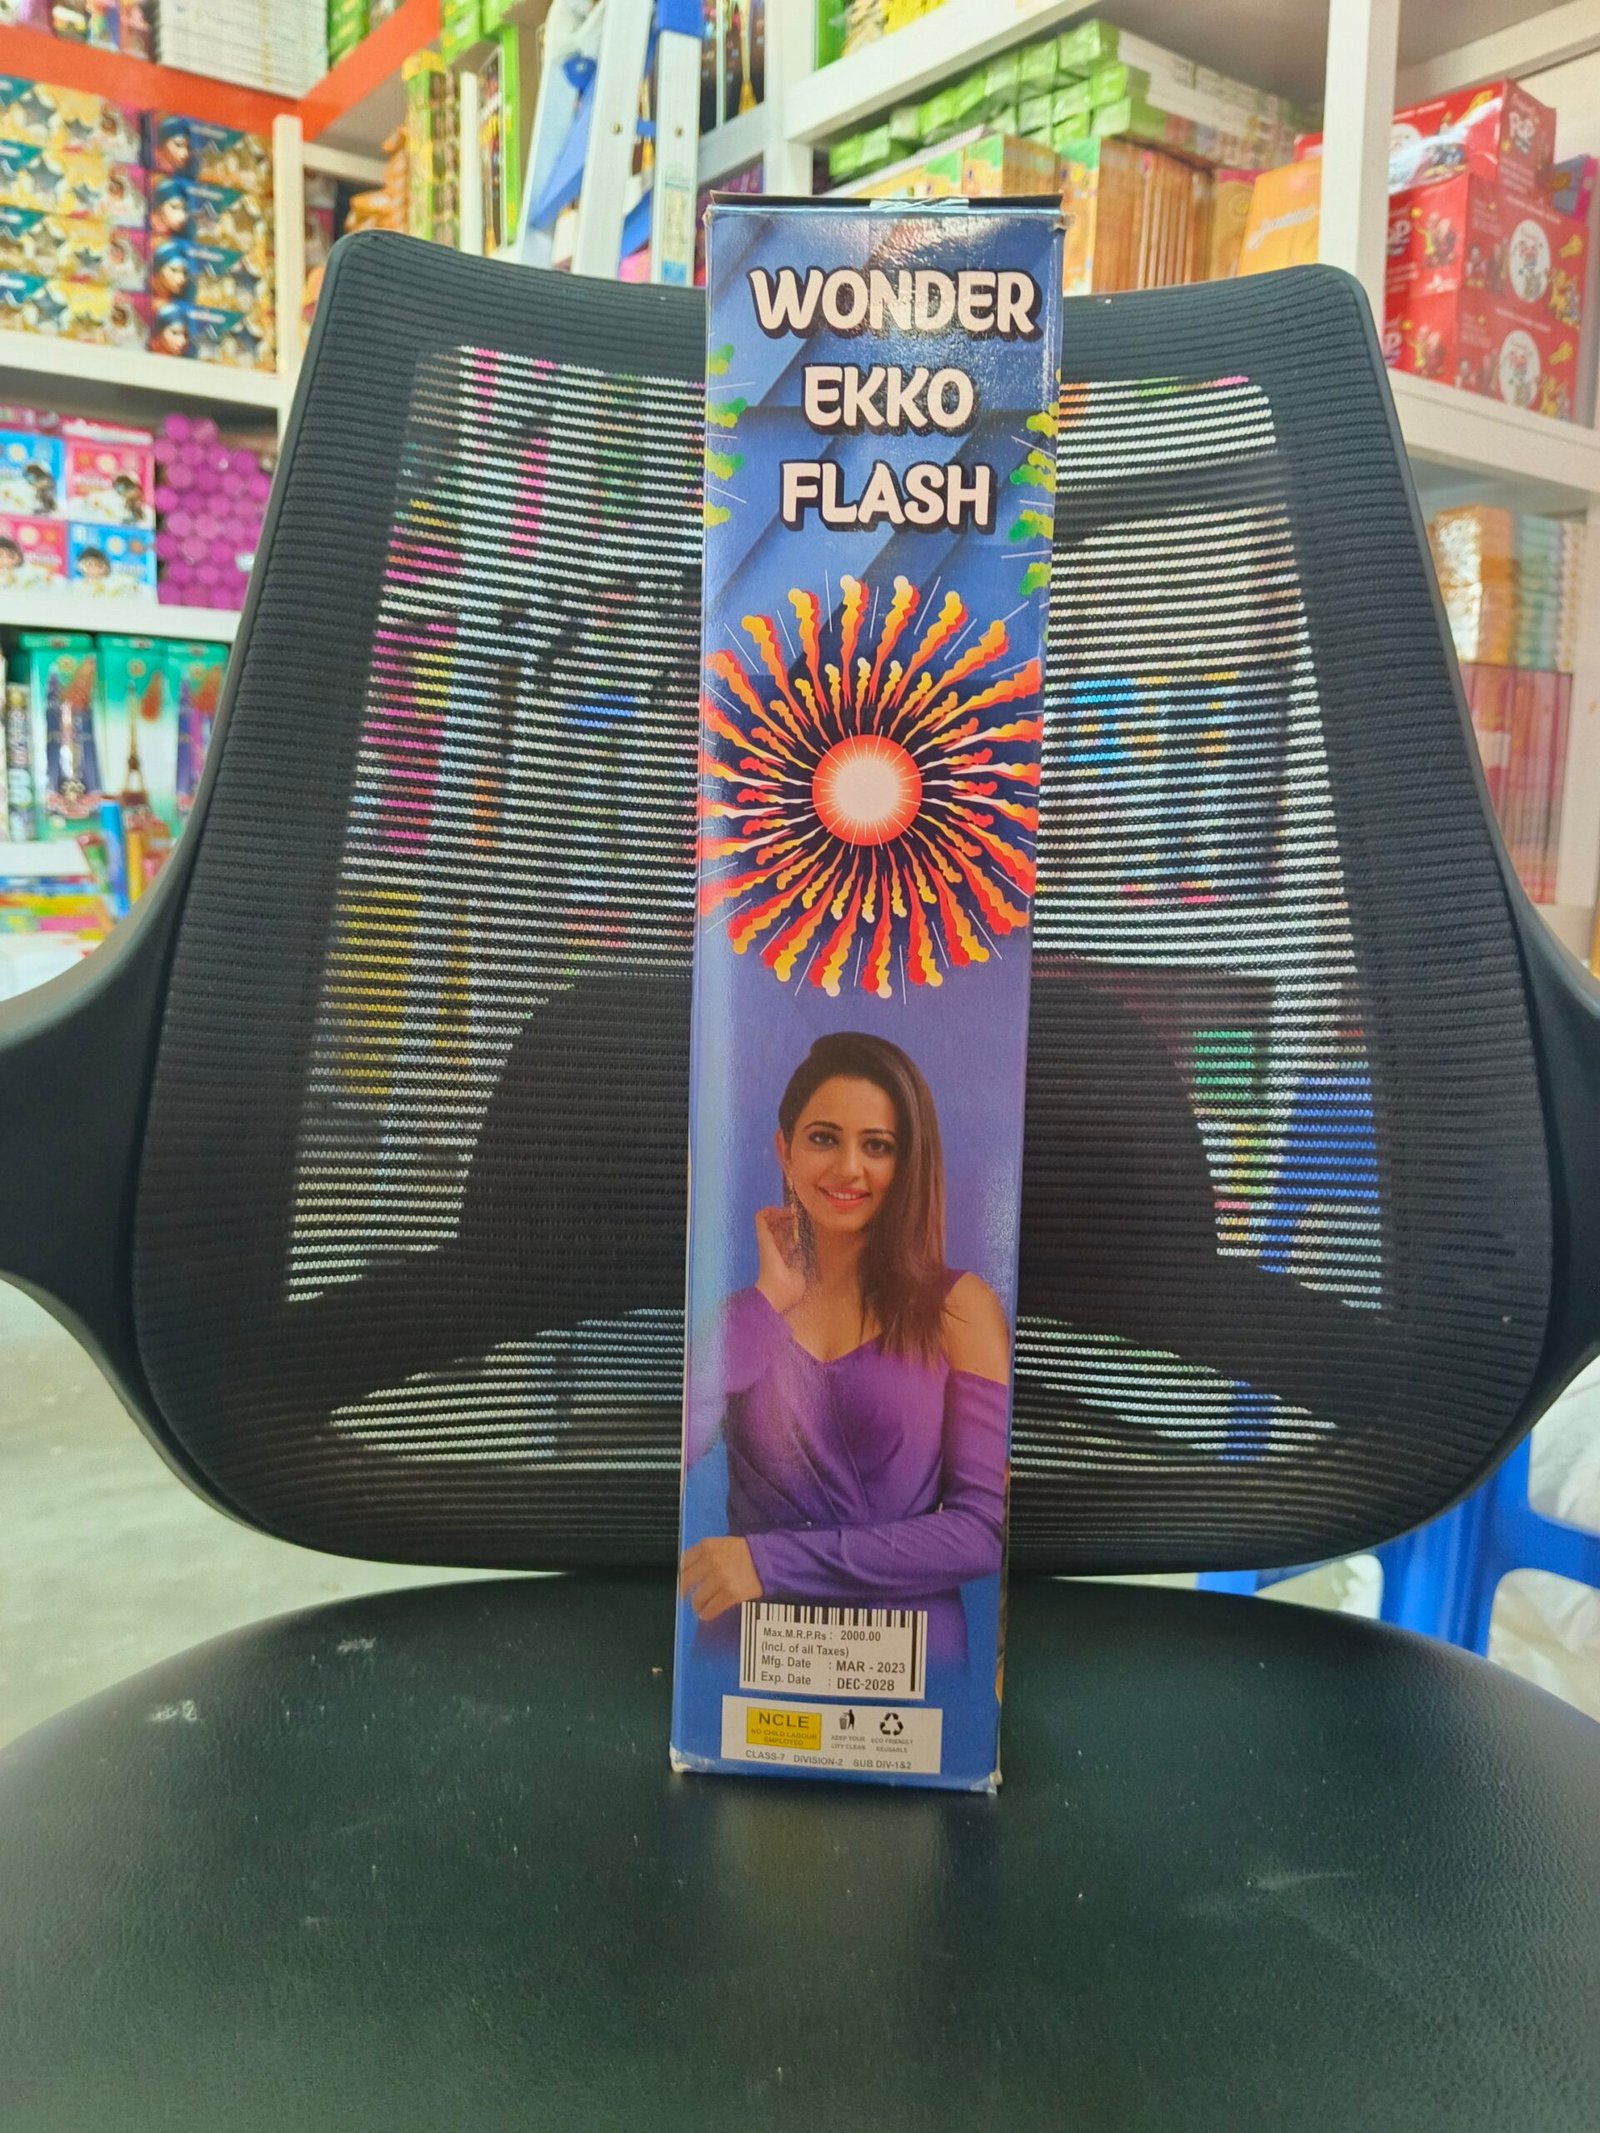 WONDER
EKKO
FLASH
Max.M.R.P.Rs : 2000.00
(Incl. of all Taxes)
Mfg. Date : MAR - 2023
Exp. Date : DEC-2028
NCLE
NO CHILD LABOUR
EMPLOYED
KEEP YOUR
CITY CLEAN
ECO FRIENDLY
REUSABLE
CLASS-7 DIVISION-2 SUB DIV-1&2
Pop